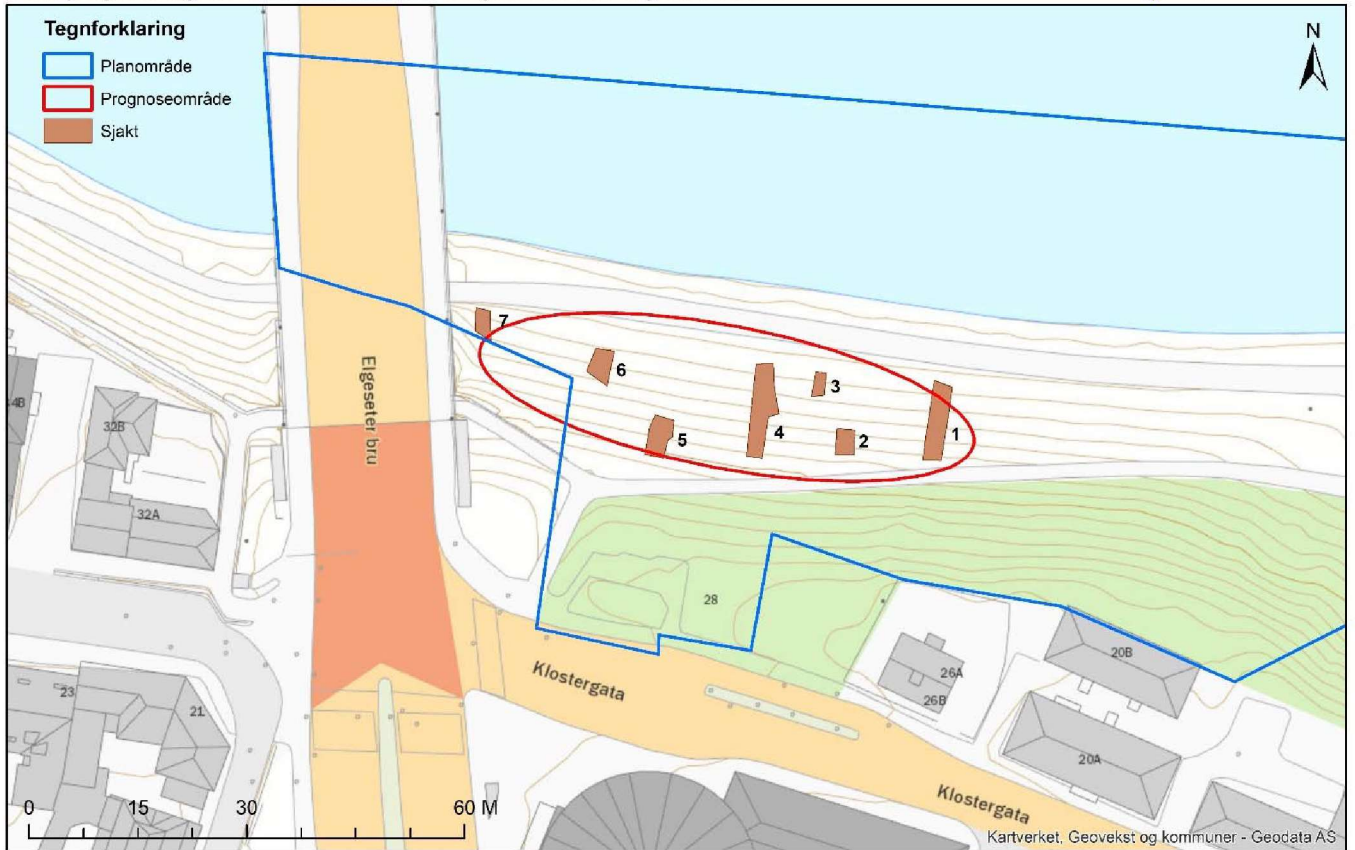 Tegnforklaring
Planområde
Prognoseområde
Sjakt
N
7
6
3
5
4
2
1
Elgeseter bru
32B
32A
28
Klostergata
26A
26B
20B
20A
23
21
Klostergata
0 15 30 60 M
Kartverket, Geovekst og kommuner - Geodata AS